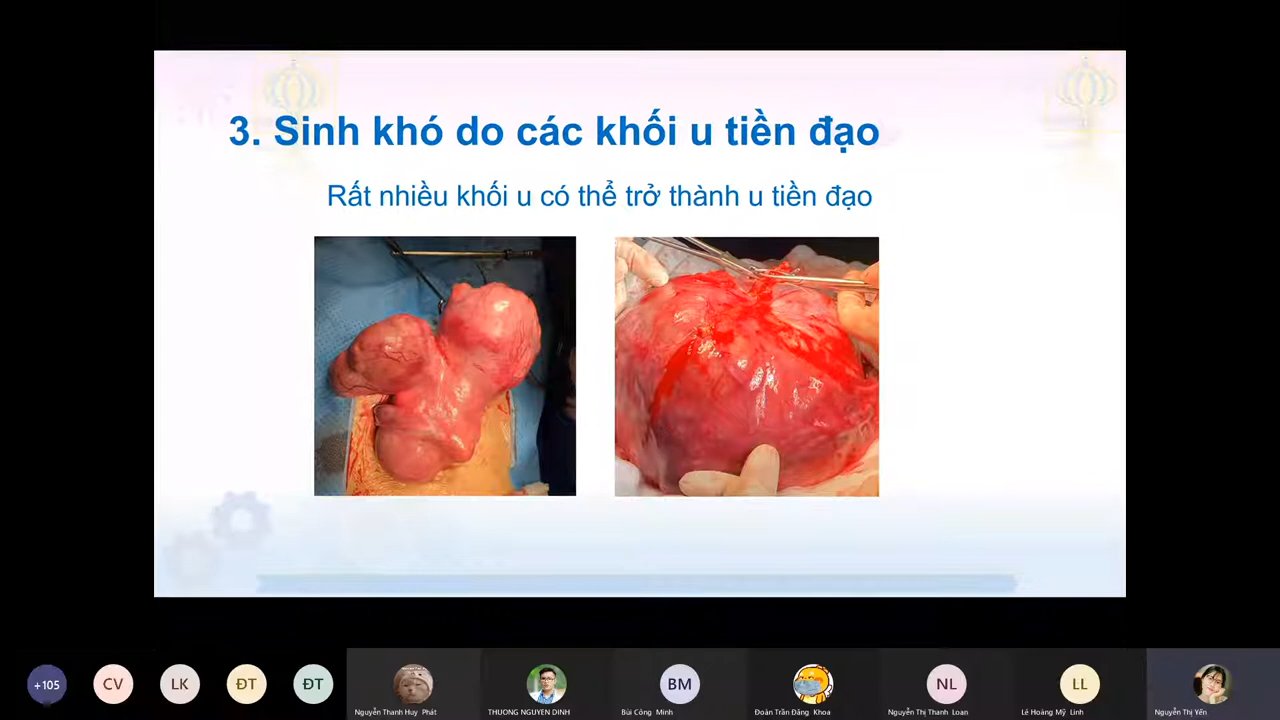 3. Sinh khó do các khối u tiền đạo
Rất nhiều khối u có thể trở thành u tiền đạo
+105
CV
LK
ĐT
ĐT
Nguyễn Thanh Huy Phát
THUONG NGUYEN DINH
BM
Bùi Công Minh
Đoàn Trần Đăng Khoa
NL
Nguyễn Thị Thanh Loan
LL
Lê Hoàng Mỹ Linh
Nguyễn Thị Yến